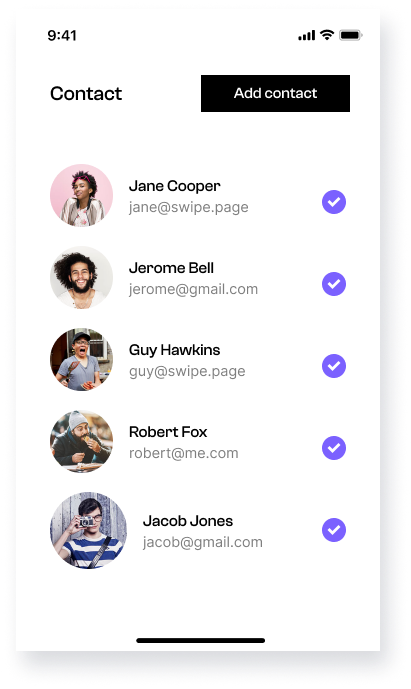 9:41
Contact
Add contact
Jane Cooper
jane@swipe.page
Jerome Bell
jerome@gmail.com
Guy Hawkins
guy@swipe.page
Robert Fox
robert@me.com
Jacob Jones
jacob@gmail.com